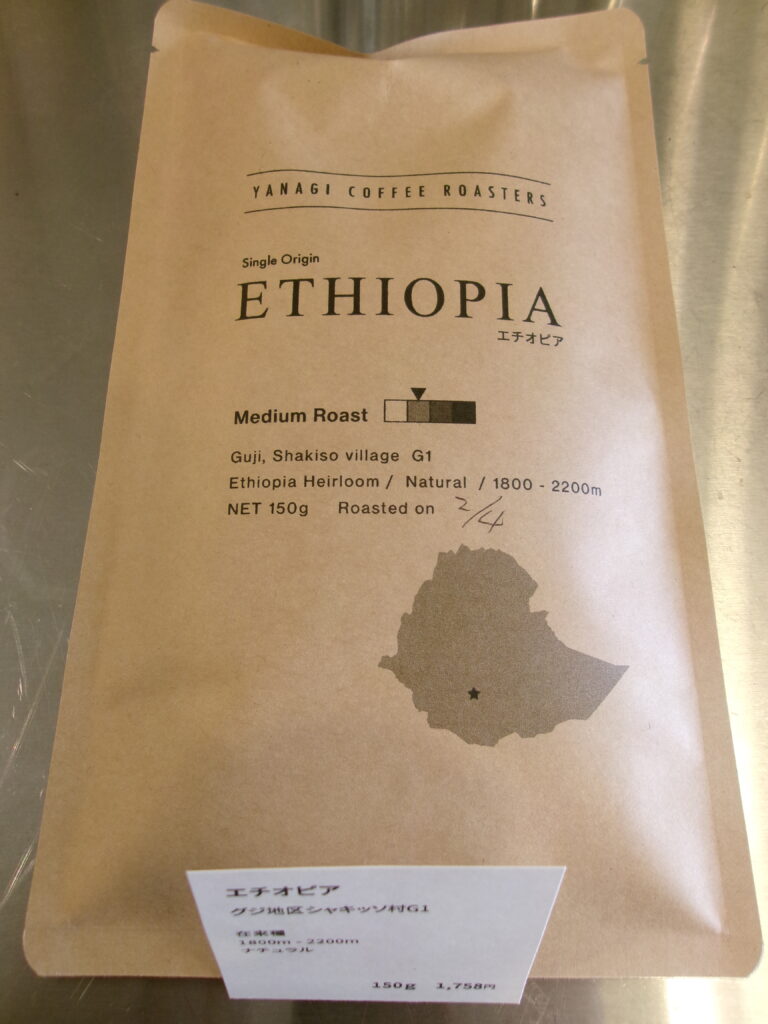 YANAGI COFFEE ROASTERS
Single Origin
ETHIOPIA
エチオピア
Medium Roast
Guji, Shakiso village G1
Ethiopia Heirloom / Natural / 1800 - 2200m
NET 150g Roasted on 2/4
エチオピア
グジ地区シャキッソ村G1
在来種
1800m - 2200m
ナチュラル
150g 1,758円